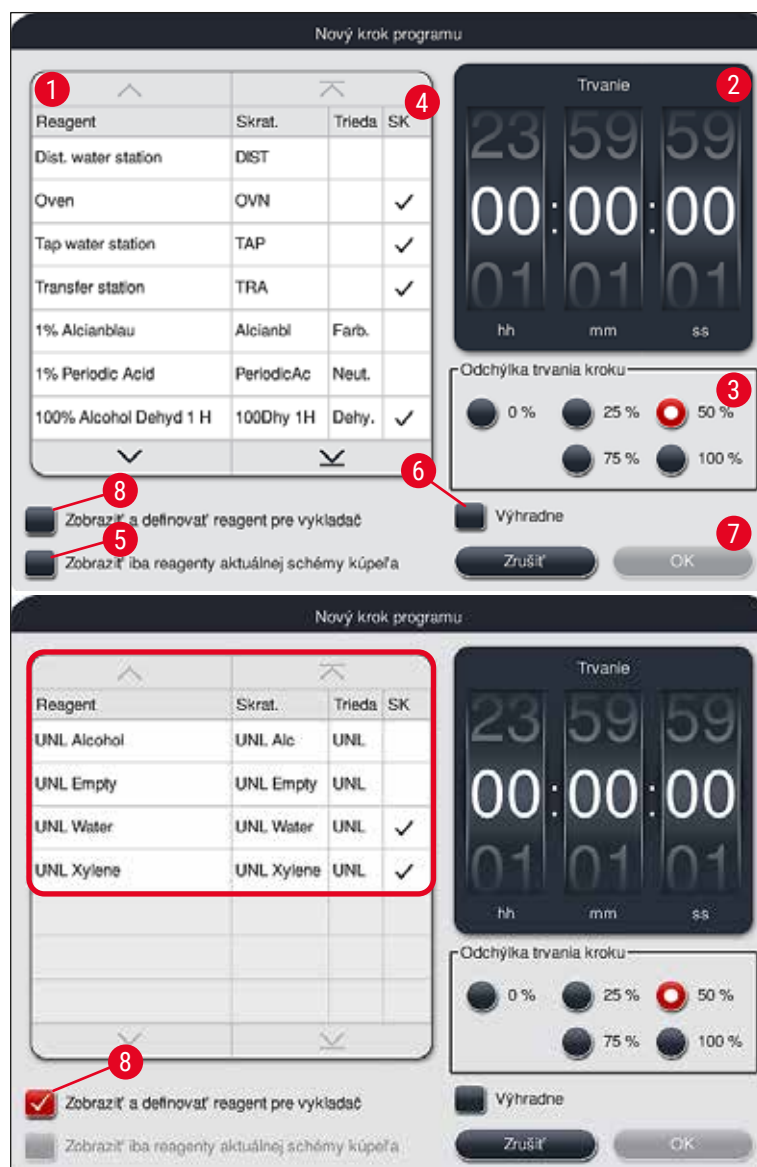 Nový krok programu
1
4
Reagent Skrat. Trieda SK
Dist. water station DIST
Oven OVN ✓
Tap water station TAP ✓
Transfer station TRA ✓
1% Alcianblau Alcianbl Farb.
1% Periodic Acid PeriodicAc Neut.
100% Alcohol Dehyd 1 H 100Dhy 1H Dehy. ✓
8
Zobraziť a definovať reagent pre vykladač
5
Zobraziť iba reagenty aktuálnej schémy kúpeľa
Trvanie 2
23 59 59
00:00:00
01 01 01
hh mm ss
Odchýlka trvania kroku
3
0 % 25 % 50 %
75 % 100 %
6
Výhradne
7
Zrušiť OK
Nový krok programu
Reagent Skrat. Trieda SK
UNL Alcohol UNL Alc UNL
UNL Empty UNL Empty UNL
UNL Water UNL Water UNL ✓
UNL Xylene UNL Xylene UNL ✓
8
Zobraziť a definovať reagent pre vykladač
Zobraziť iba reagenty aktuálnej schémy kúpeľa
Trvanie
23 59 59
00:00:00
01 01 01
hh mm ss
Odchýlka trvania kroku
0 % 25 % 50 %
75 % 100 %
Výhradne
Zrušiť OK